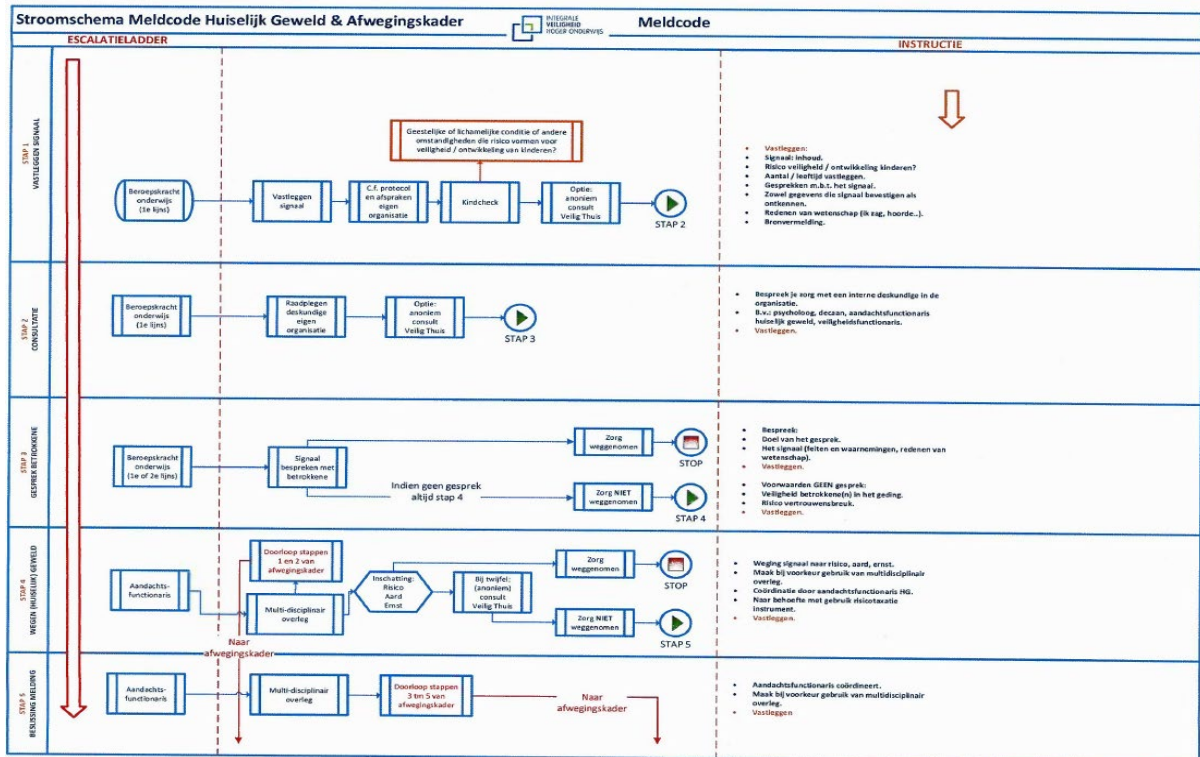 Stroomschema Meldcode Huiselijk Geweld & Afwegingskader
INTEGRALE
VEILIGHEID
HOGER ONDERWIJS
Meldcode
ESCALATIELADDER
INSTRUCTIE
STAP 1
VASTLEGGEN SIGNAAL
Beroepskracht
onderwijs
(1e lijns)
Vastleggen
signaal
C.f. protocol
en afspraken
eigen
organisatie
Geestelijke of lichamelijke conditie of andere
omstandigheden die risico vormen voor
veiligheid / ontwikkeling van kinderen?
Kindcheck
Optie:
anoniem
consult
Veilig Thuis
STAP 2
• Vastleggen:
• Signaal: inhoud.
• Risico veiligheid / ontwikkeling kinderen?
• Aantal / leeftijd vastleggen.
• Gesprekken m.b.t. het signaal.
• Zowel gegevens die signaal bevestigen als
ontkennen.
• Redenen van wetenschap (ik zag, hoorde..).
• Bronvermelding.
STAP 2
CONSULTATIE
Beroepskracht
onderwijs
(1e lijns)
Raadplegen
deskundige
eigen
organisatie
Optie:
anoniem
consult
Veilig Thuis
STAP 3
• Bespreek je zorg met een interne deskundige in de
organisatie.
• B.v.: psycholoog, decaan, aandachtsfunctionaris
huiselijk geweld, veiligheidsfunctionaris.
• Vastleggen.
STAP 3
GESPREK BETROKKENE
Beroepskracht
onderwijs
(1e of 2e lijns)
Signaal
bespreken met
betrokkene
Indien geen gesprek
altijd stap 4
Zorg
weggenomen
STOP
Zorg NIET
weggenomen
STAP 4
• Bespreek:
• Doel van het gesprek.
• Het signaal (feiten en waarnemingen, redenen van
wetenschap).
• Vastleggen.
• Voorwaarden GEEN gesprek:
• Veiligheid betrokkene(n) in het geding.
• Risico vertrouwensbreuk.
• Vastleggen.
STAP 4
WEGEN (HUISELIJK) GEWELD
Aandachts-
functionaris
Doorloop stappen
1 en 2 van
afwegingskader
Multi-disciplinair
overleg
Inschatting:
Risico
Aard
Ernst
Bij twijfel:
(anoniem)
consult
Veilig Thuis
Zorg
weggenomen
STOP
Zorg NIET
weggenomen
STAP 5
Naar
afwegingskader
• Weging signaal naar risico, aard, ernst.
• Maak bij voorkeur gebruik van multidisciplinair
overleg.
• Coördinatie door aandachtsfunctionaris HG.
• Naar behoefte met gebruik risicotaxatie
instrument.
• Vastleggen.
STAP 5
BESLISSING MELDING
Aandachts-
functionaris
Multi-disciplinair
overleg
Doorloop stappen
3 tm 5 van
afwegingskader
Naar
afwegingskader
• Aandachtsfunctionaris coördineert.
• Maak bij voorkeur gebruik van multidisciplinair
overleg.
• Vastleggen